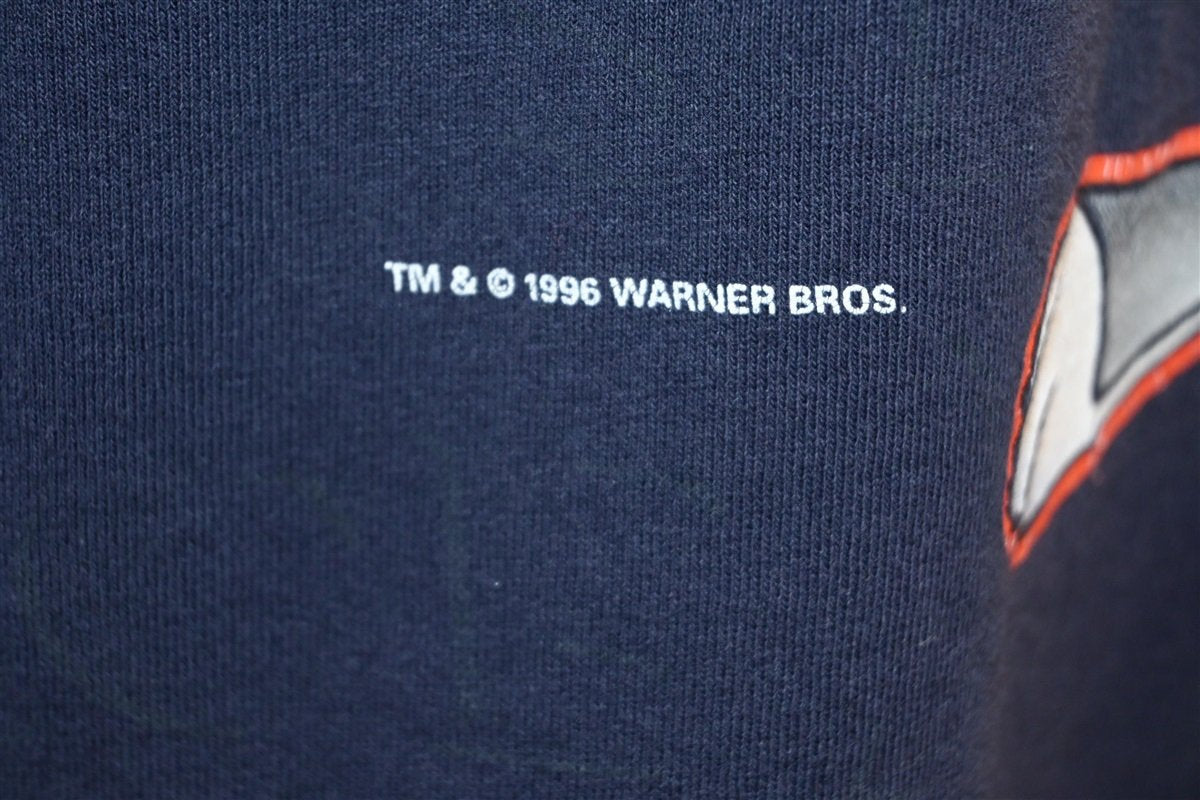 TM & © 1996 WARNER BROS.